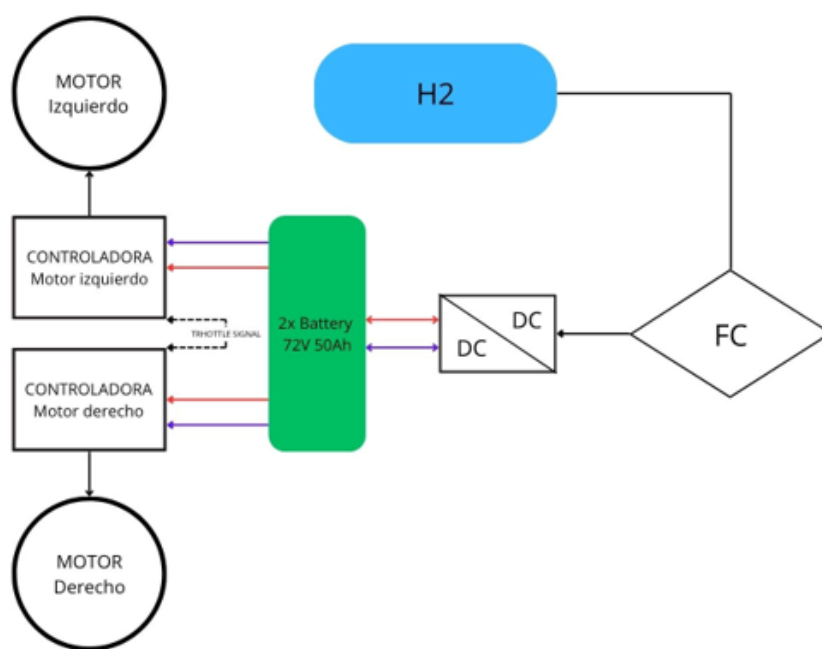 MOTOR
Izquierdo
H2
CONTROLADORA
Motor izquierdo
TRHOTTLE SIGNAL
2x Battery
72V 50Ah
DC
DC
FC
CONTROLADORA
Motor derecho
MOTOR
Derecho